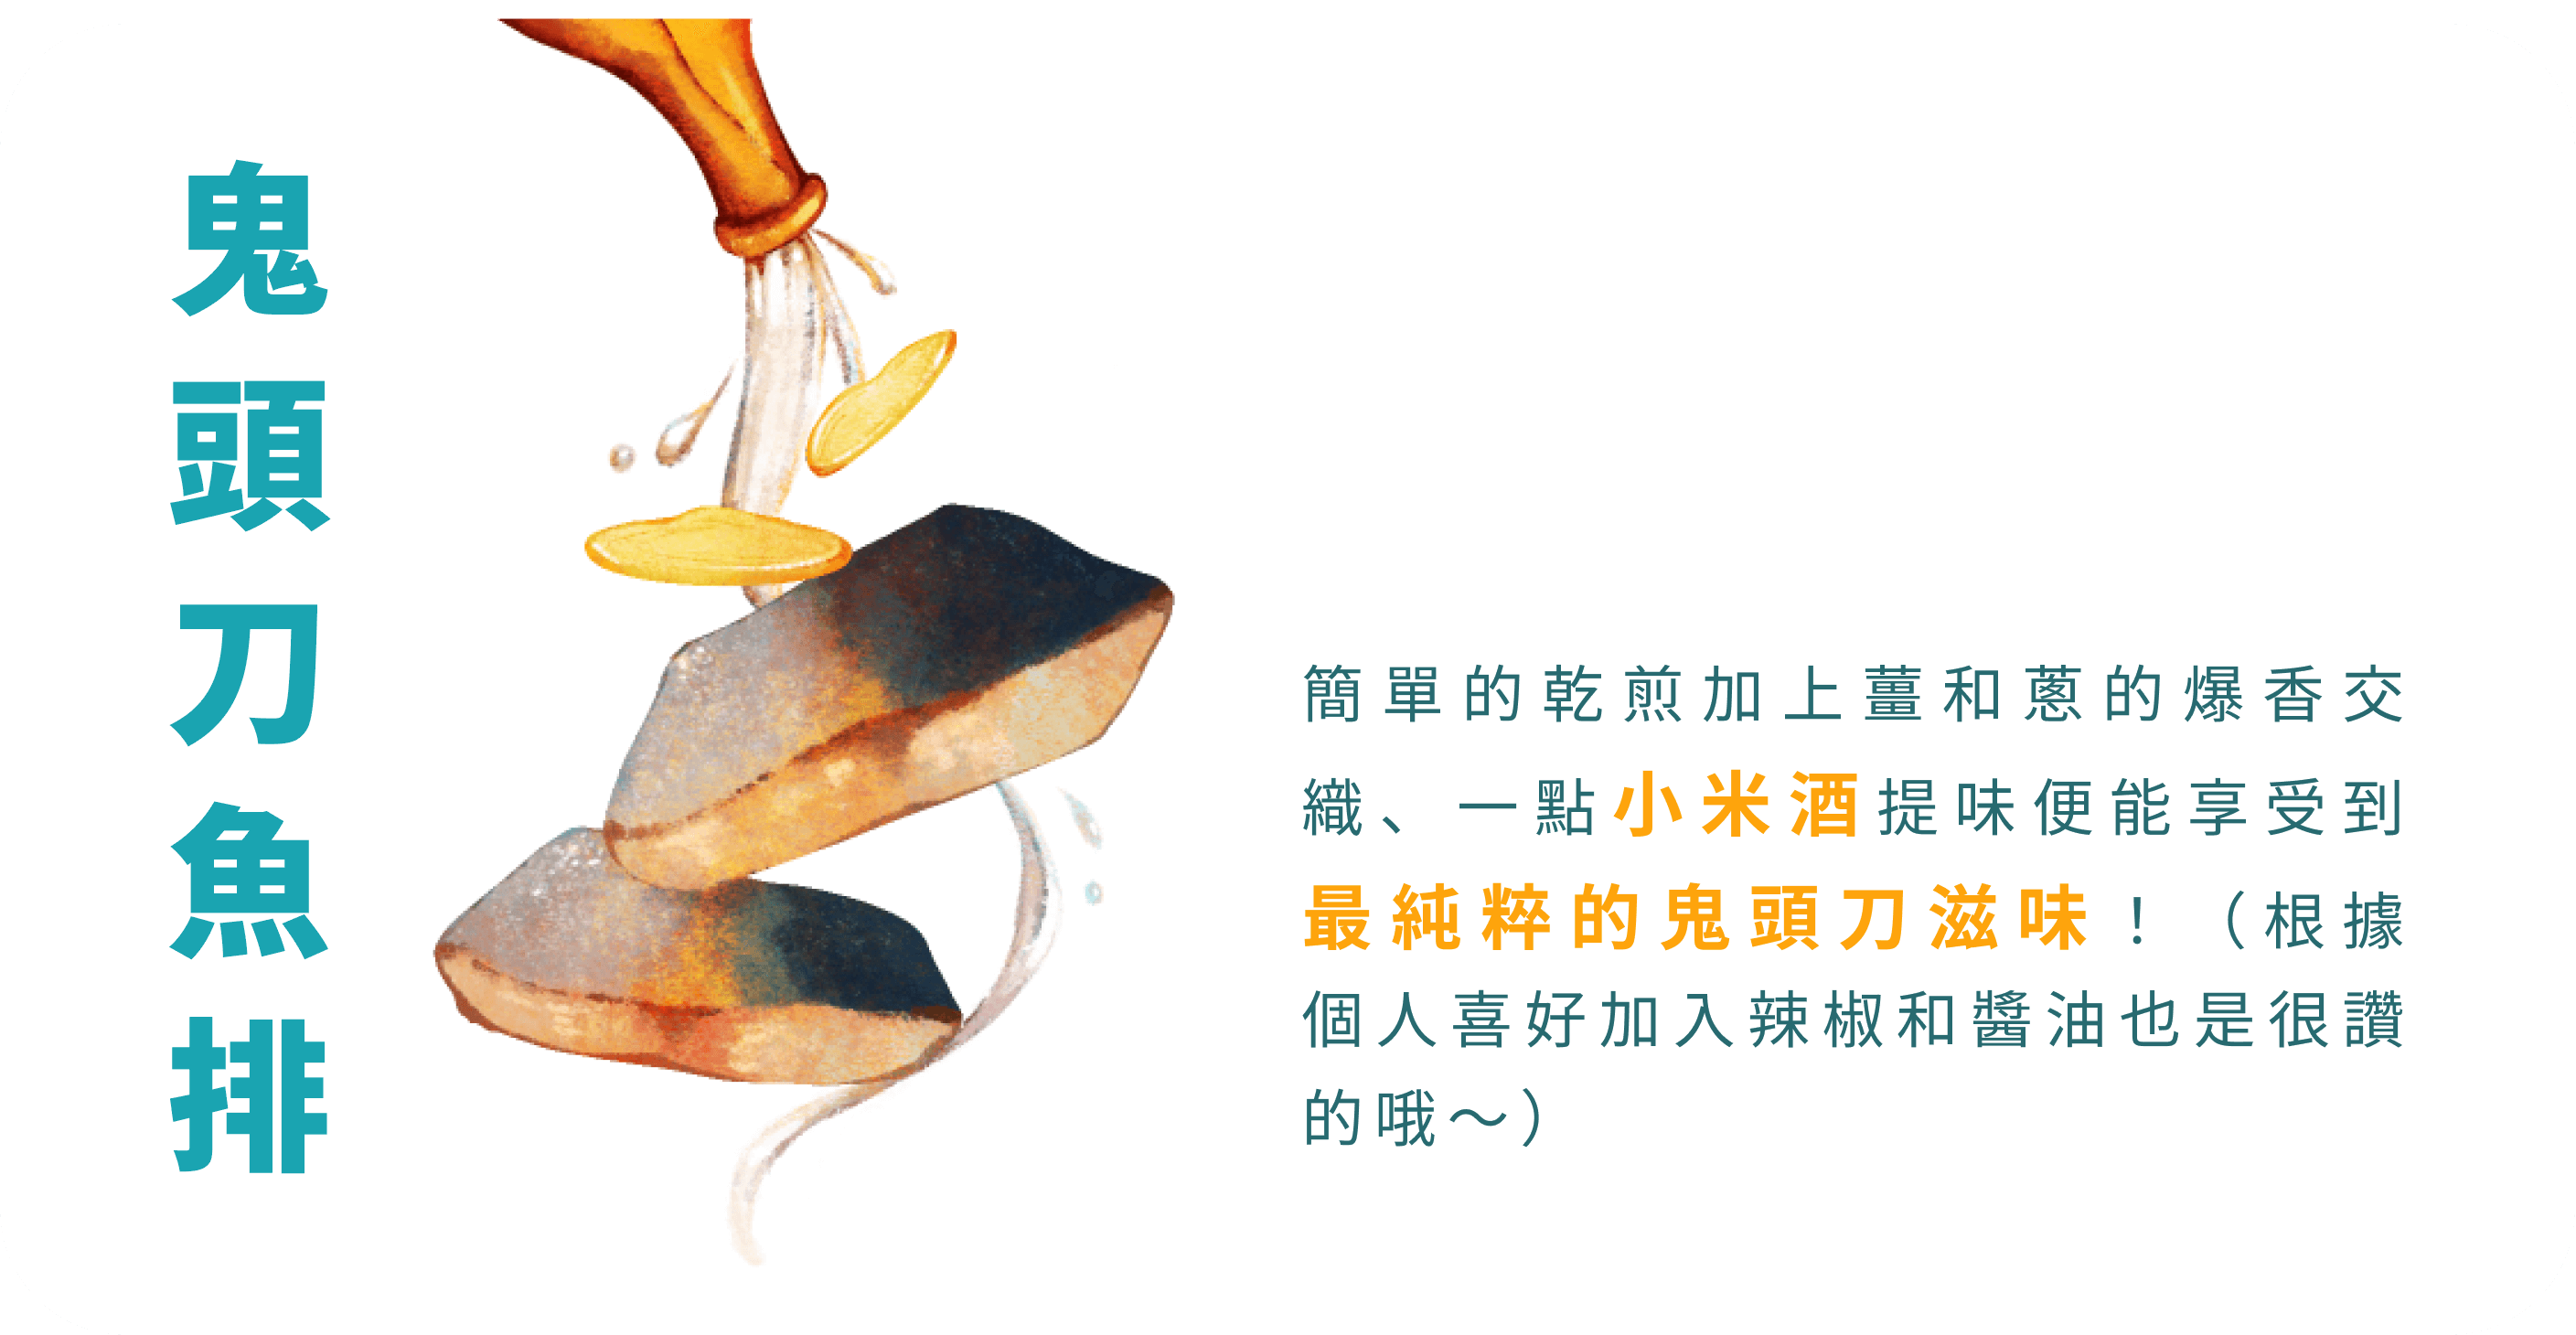 鬼頭刀魚排
簡單的乾煎加上薑和蔥的爆香交
織、一點小米酒提味便能享受到
最純粹的鬼頭刀滋味！（根據
個人喜好加入辣椒和醬油也是很讚
的哦～）